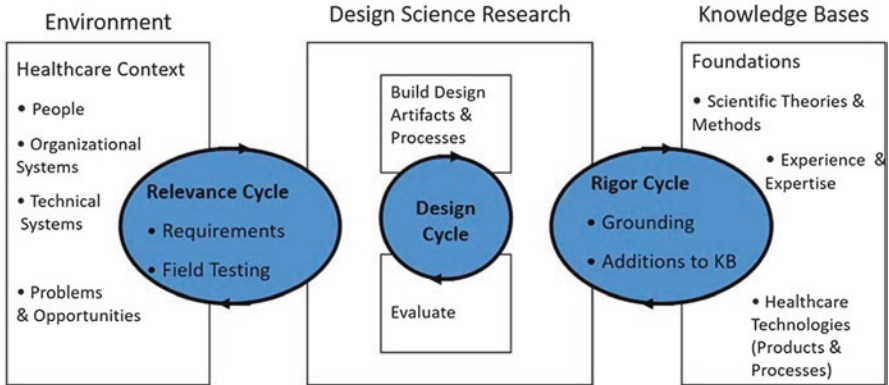 Environment
Design Science Research
Knowledge Bases
Healthcare Context
• People
• Organizational
Systems
• Technical
Systems
• Problems
& Opportunities
Relevance Cycle
• Requirements
• Field Testing
Build Design
Artifacts &
Processes
Design
Cycle
Evaluate
Rigor Cycle
• Grounding
• Additions to KB
Foundations
• Scientific Theories &
Methods
• Experience &
Expertise
• Healthcare
Technologies
(Products &
Processes)